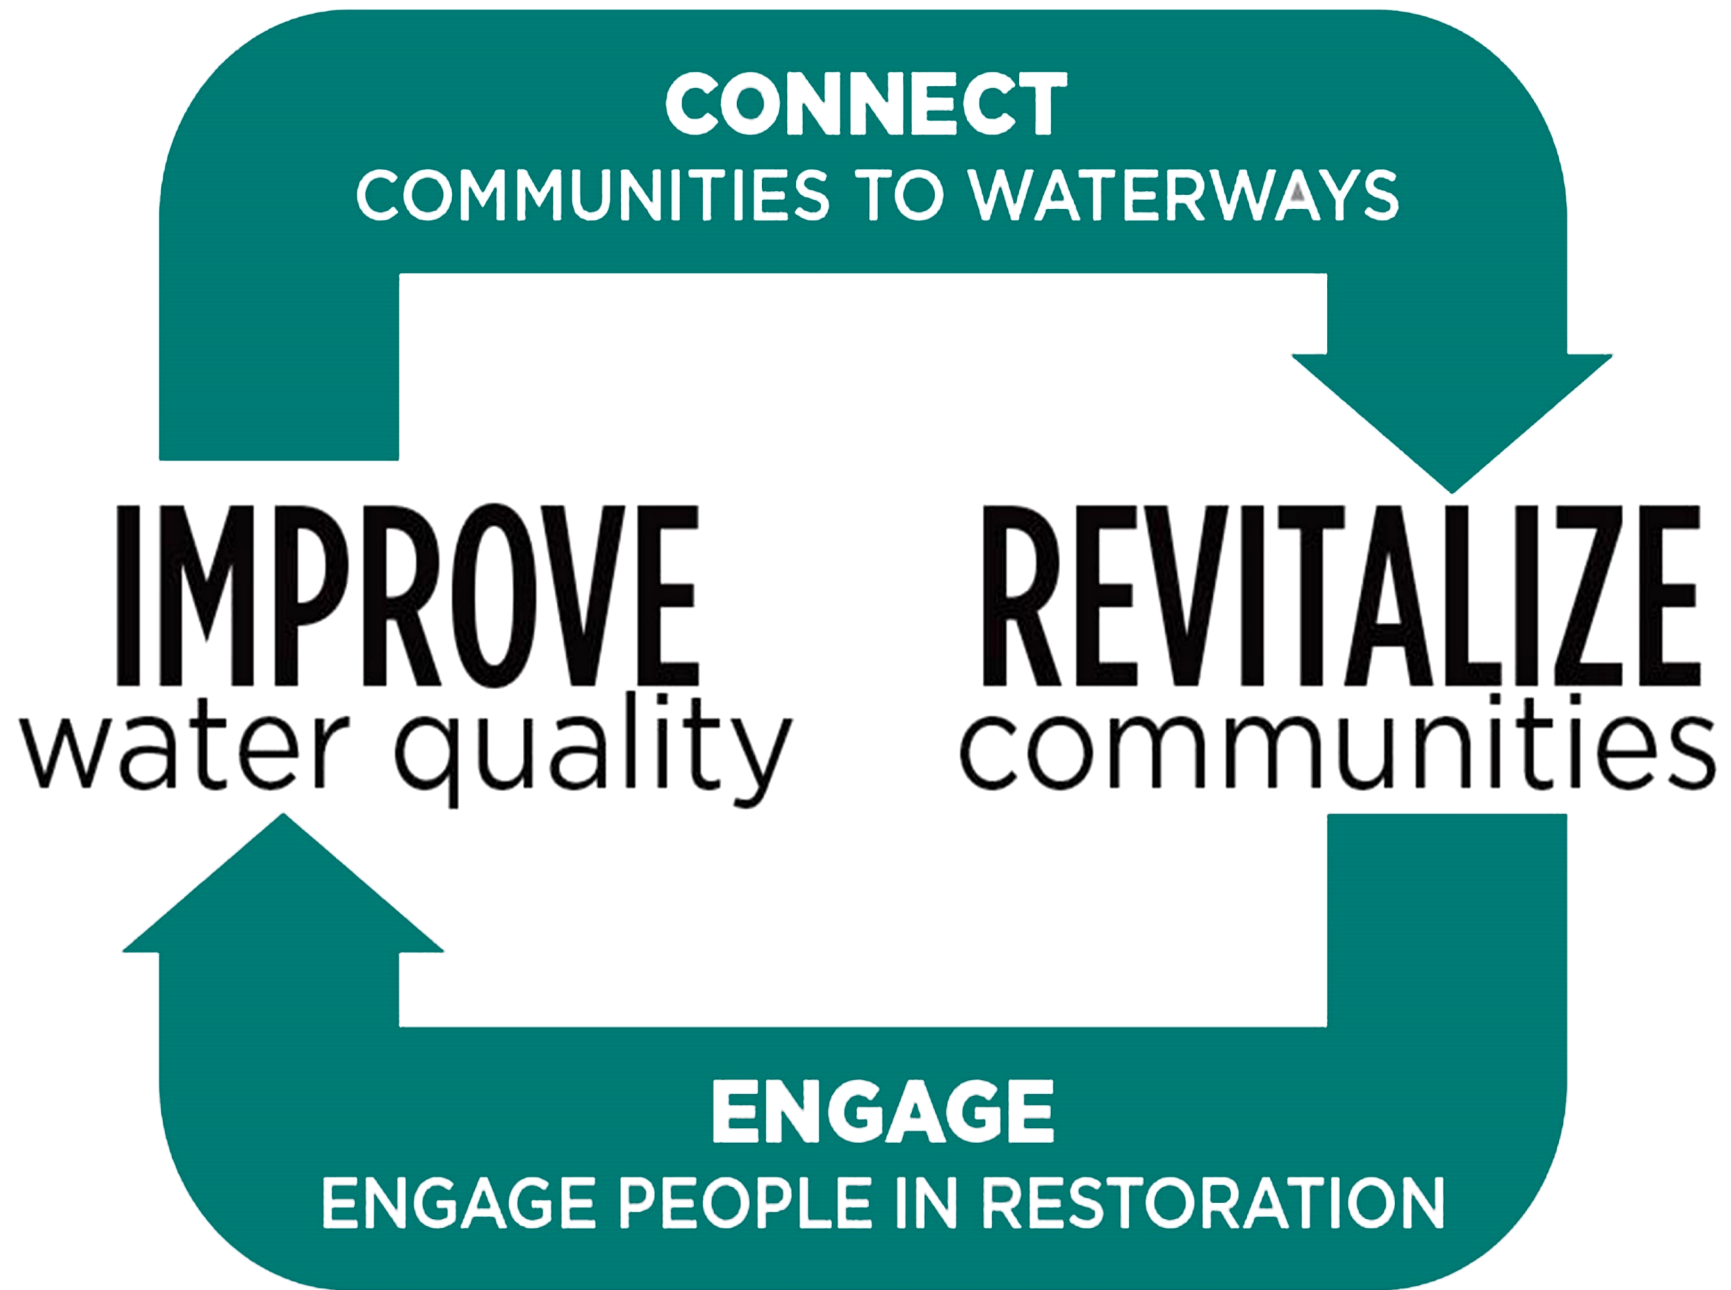 CONNECT
COMMUNITIES TO WATERWAYS
IMPROVE
water quality
REVITALIZE
communities
ENGAGE
ENGAGE PEOPLE IN RESTORATION